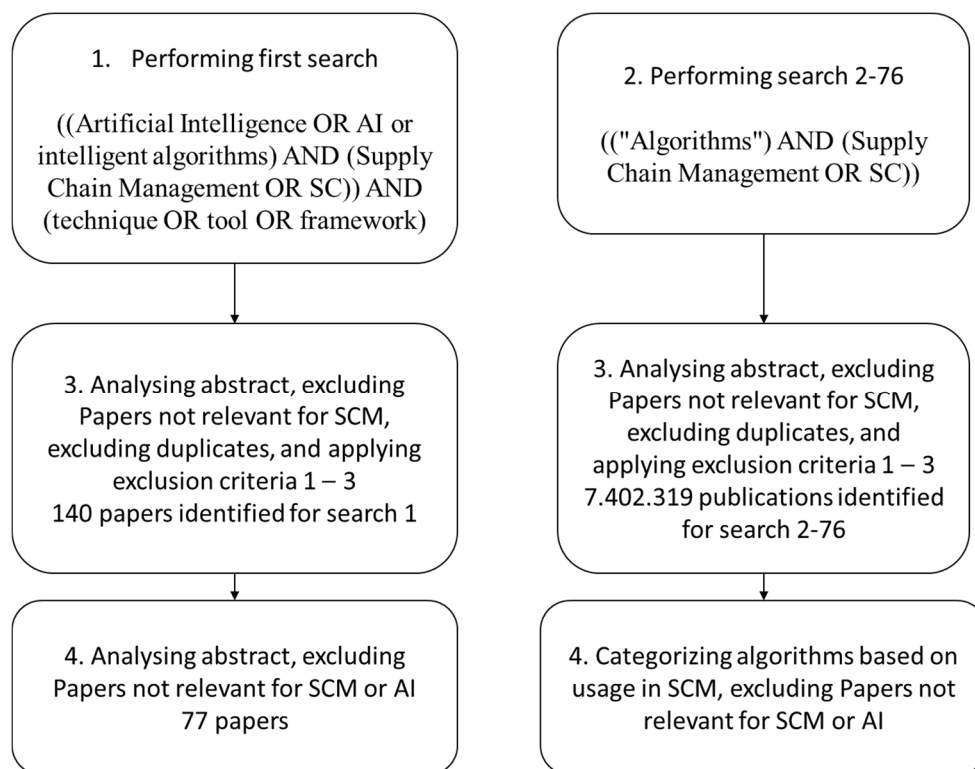 1. Performing first search
((Artificial Intelligence OR AI or
intelligent algorithms) AND (Supply
Chain Management OR SC)) AND
(technique OR tool OR framework)
2. Performing search 2-76
(("Algorithms") AND (Supply
Chain Management OR SC))
3. Analysing abstract, excluding
Papers not relevant for SCM,
excluding duplicates, and applying
exclusion criteria 1 – 3
140 papers identified for search 1
3. Analysing abstract, excluding
Papers not relevant for SCM,
excluding duplicates, and
applying exclusion criteria 1 – 3
7.402.319 publications identified
for search 2-76
4. Analysing abstract, excluding
Papers not relevant for SCM or AI
77 papers
4. Categorizing algorithms based on
usage in SCM, excluding Papers not
relevant for SCM or AI